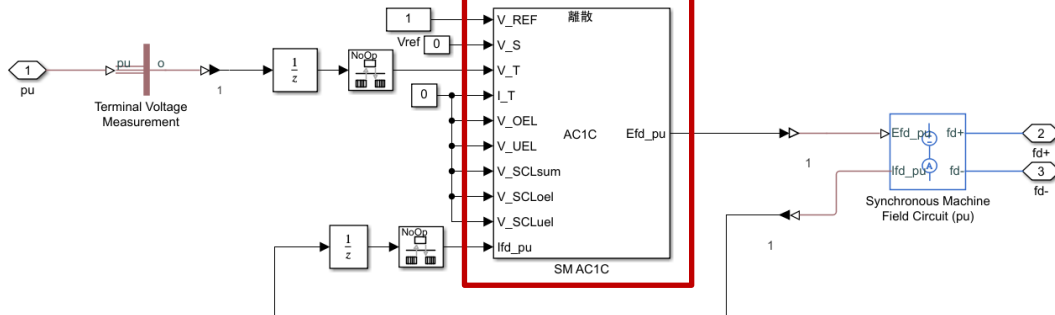 1
pu
pu
o
Terminal Voltage
Measurement
1
1
z
NoOp
1
Vref
0
0
離散
V_REF
V_S
V_T
I_T
V_OEL
V_UEL
V_SCLsum
V_SCLoel
V_SCLuel
Ifd_pu
AC1C
Efd_pu
SM AC1C
1
z
NoOp
1
1
Efd_pu
Ifd_pu
fd+
fd-
A
Synchronous Machine
Field Circuit (pu)
2
fd+
3
fd-